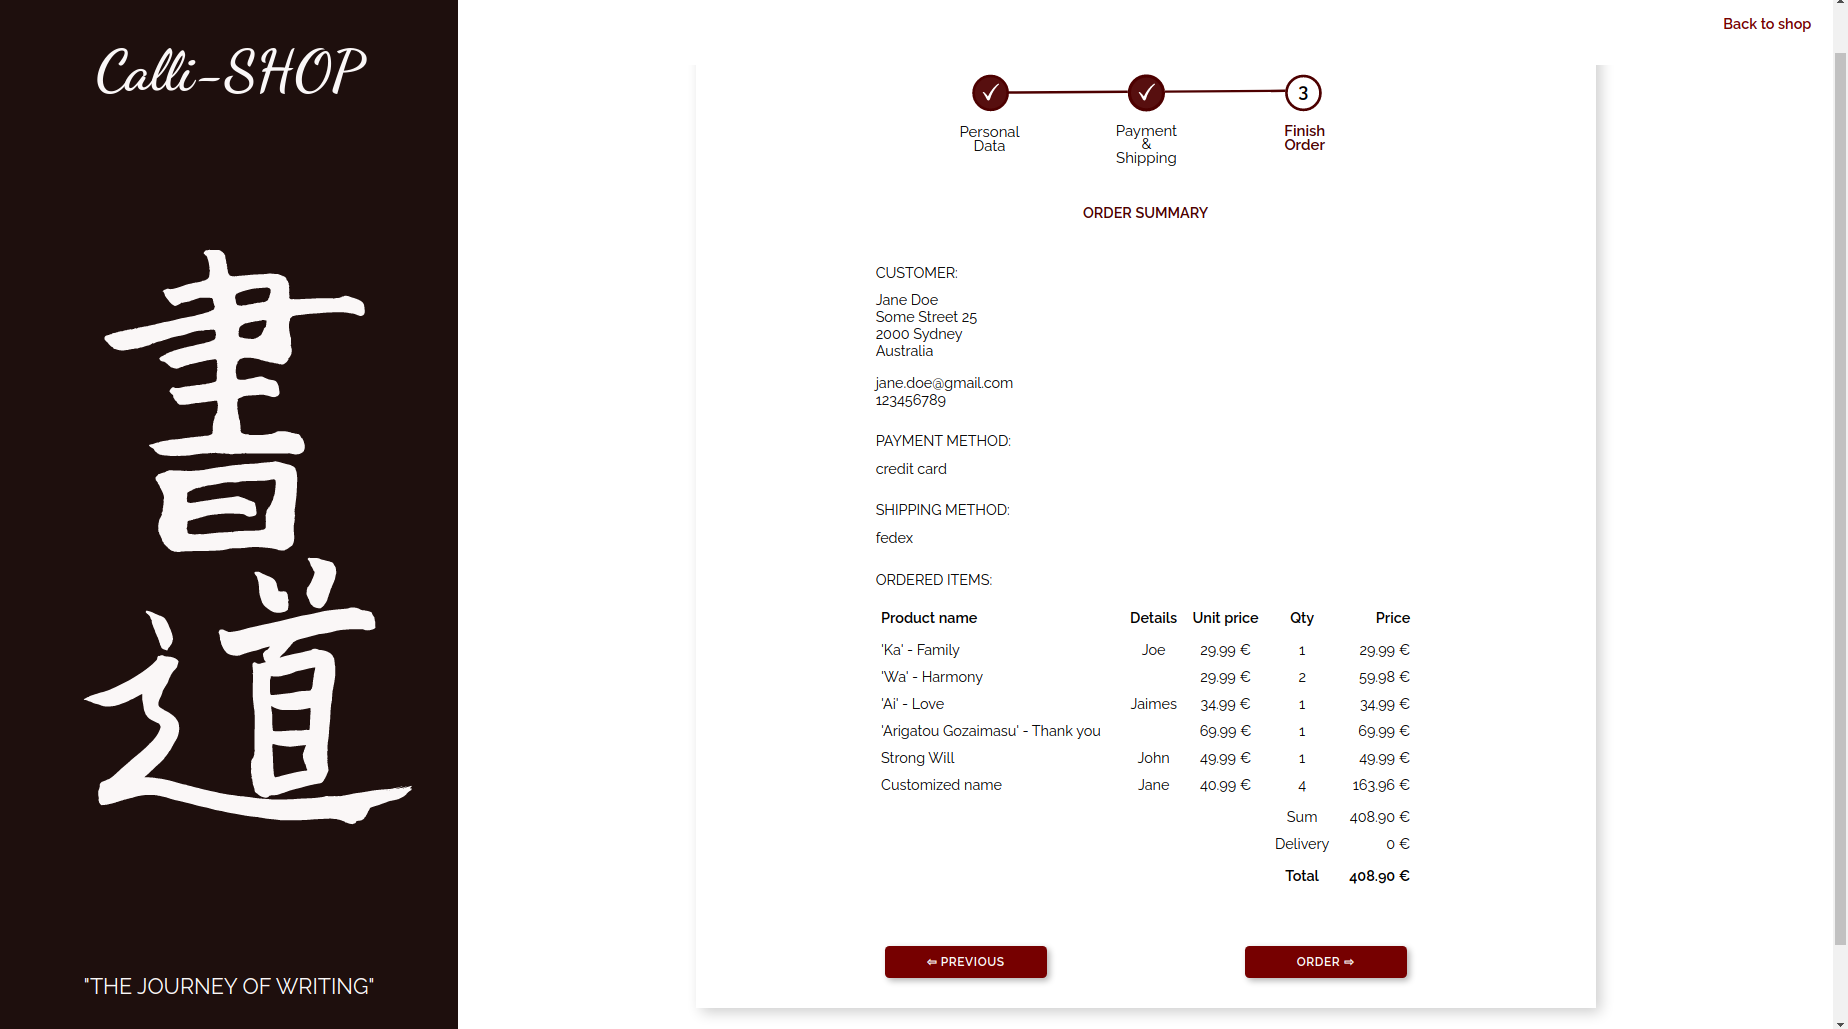 Calli-SHOP
書
道
"THE JOURNEY OF WRITING"
Back to shop
3
Personal
Data
Payment
&
Shipping
Finish
Order
ORDER SUMMARY
CUSTOMER:
Jane Doe
Some Street 25
2000 Sydney
Australia
jane.doe@gmail.com
123456789
PAYMENT METHOD:
credit card
SHIPPING METHOD:
fedex
ORDERED ITEMS:
Product name Details Unit price Qty Price
'Ka' - Family Joe 29.99 € 1 29.99 €
'Wa' - Harmony 29.99 € 2 59.98 €
'Ai' - Love Jaimes 34.99 € 1 34.99 €
'Arigatou Gozaimasu' - Thank you 69.99 € 1 69.99 €
Strong Will John 49.99 € 1 49.99 €
Customized name Jane 40.99 € 4 163.96 €
Sum 408.90 €
Delivery 0 €
Total 408.90 €
⇦ PREVIOUS
ORDER ⇨